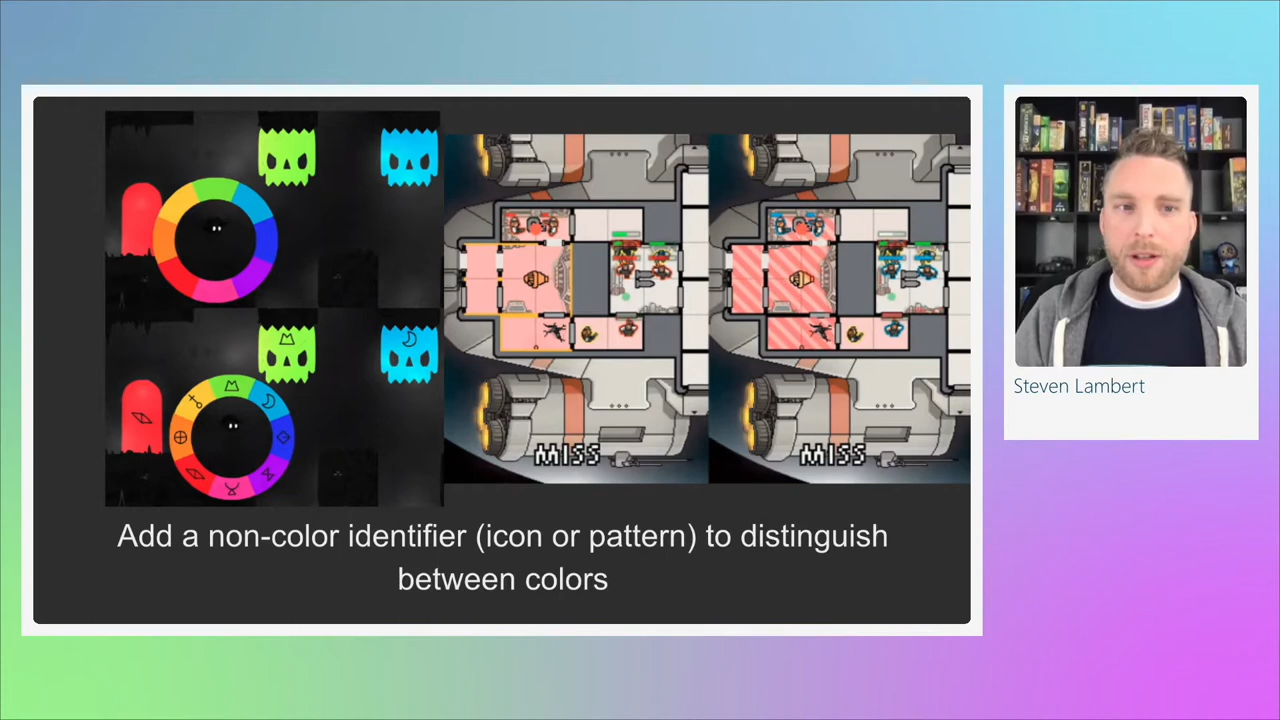 MISS
MISS
Add a non-color identifier (icon or pattern) to distinguish
between colors
Steven Lambert